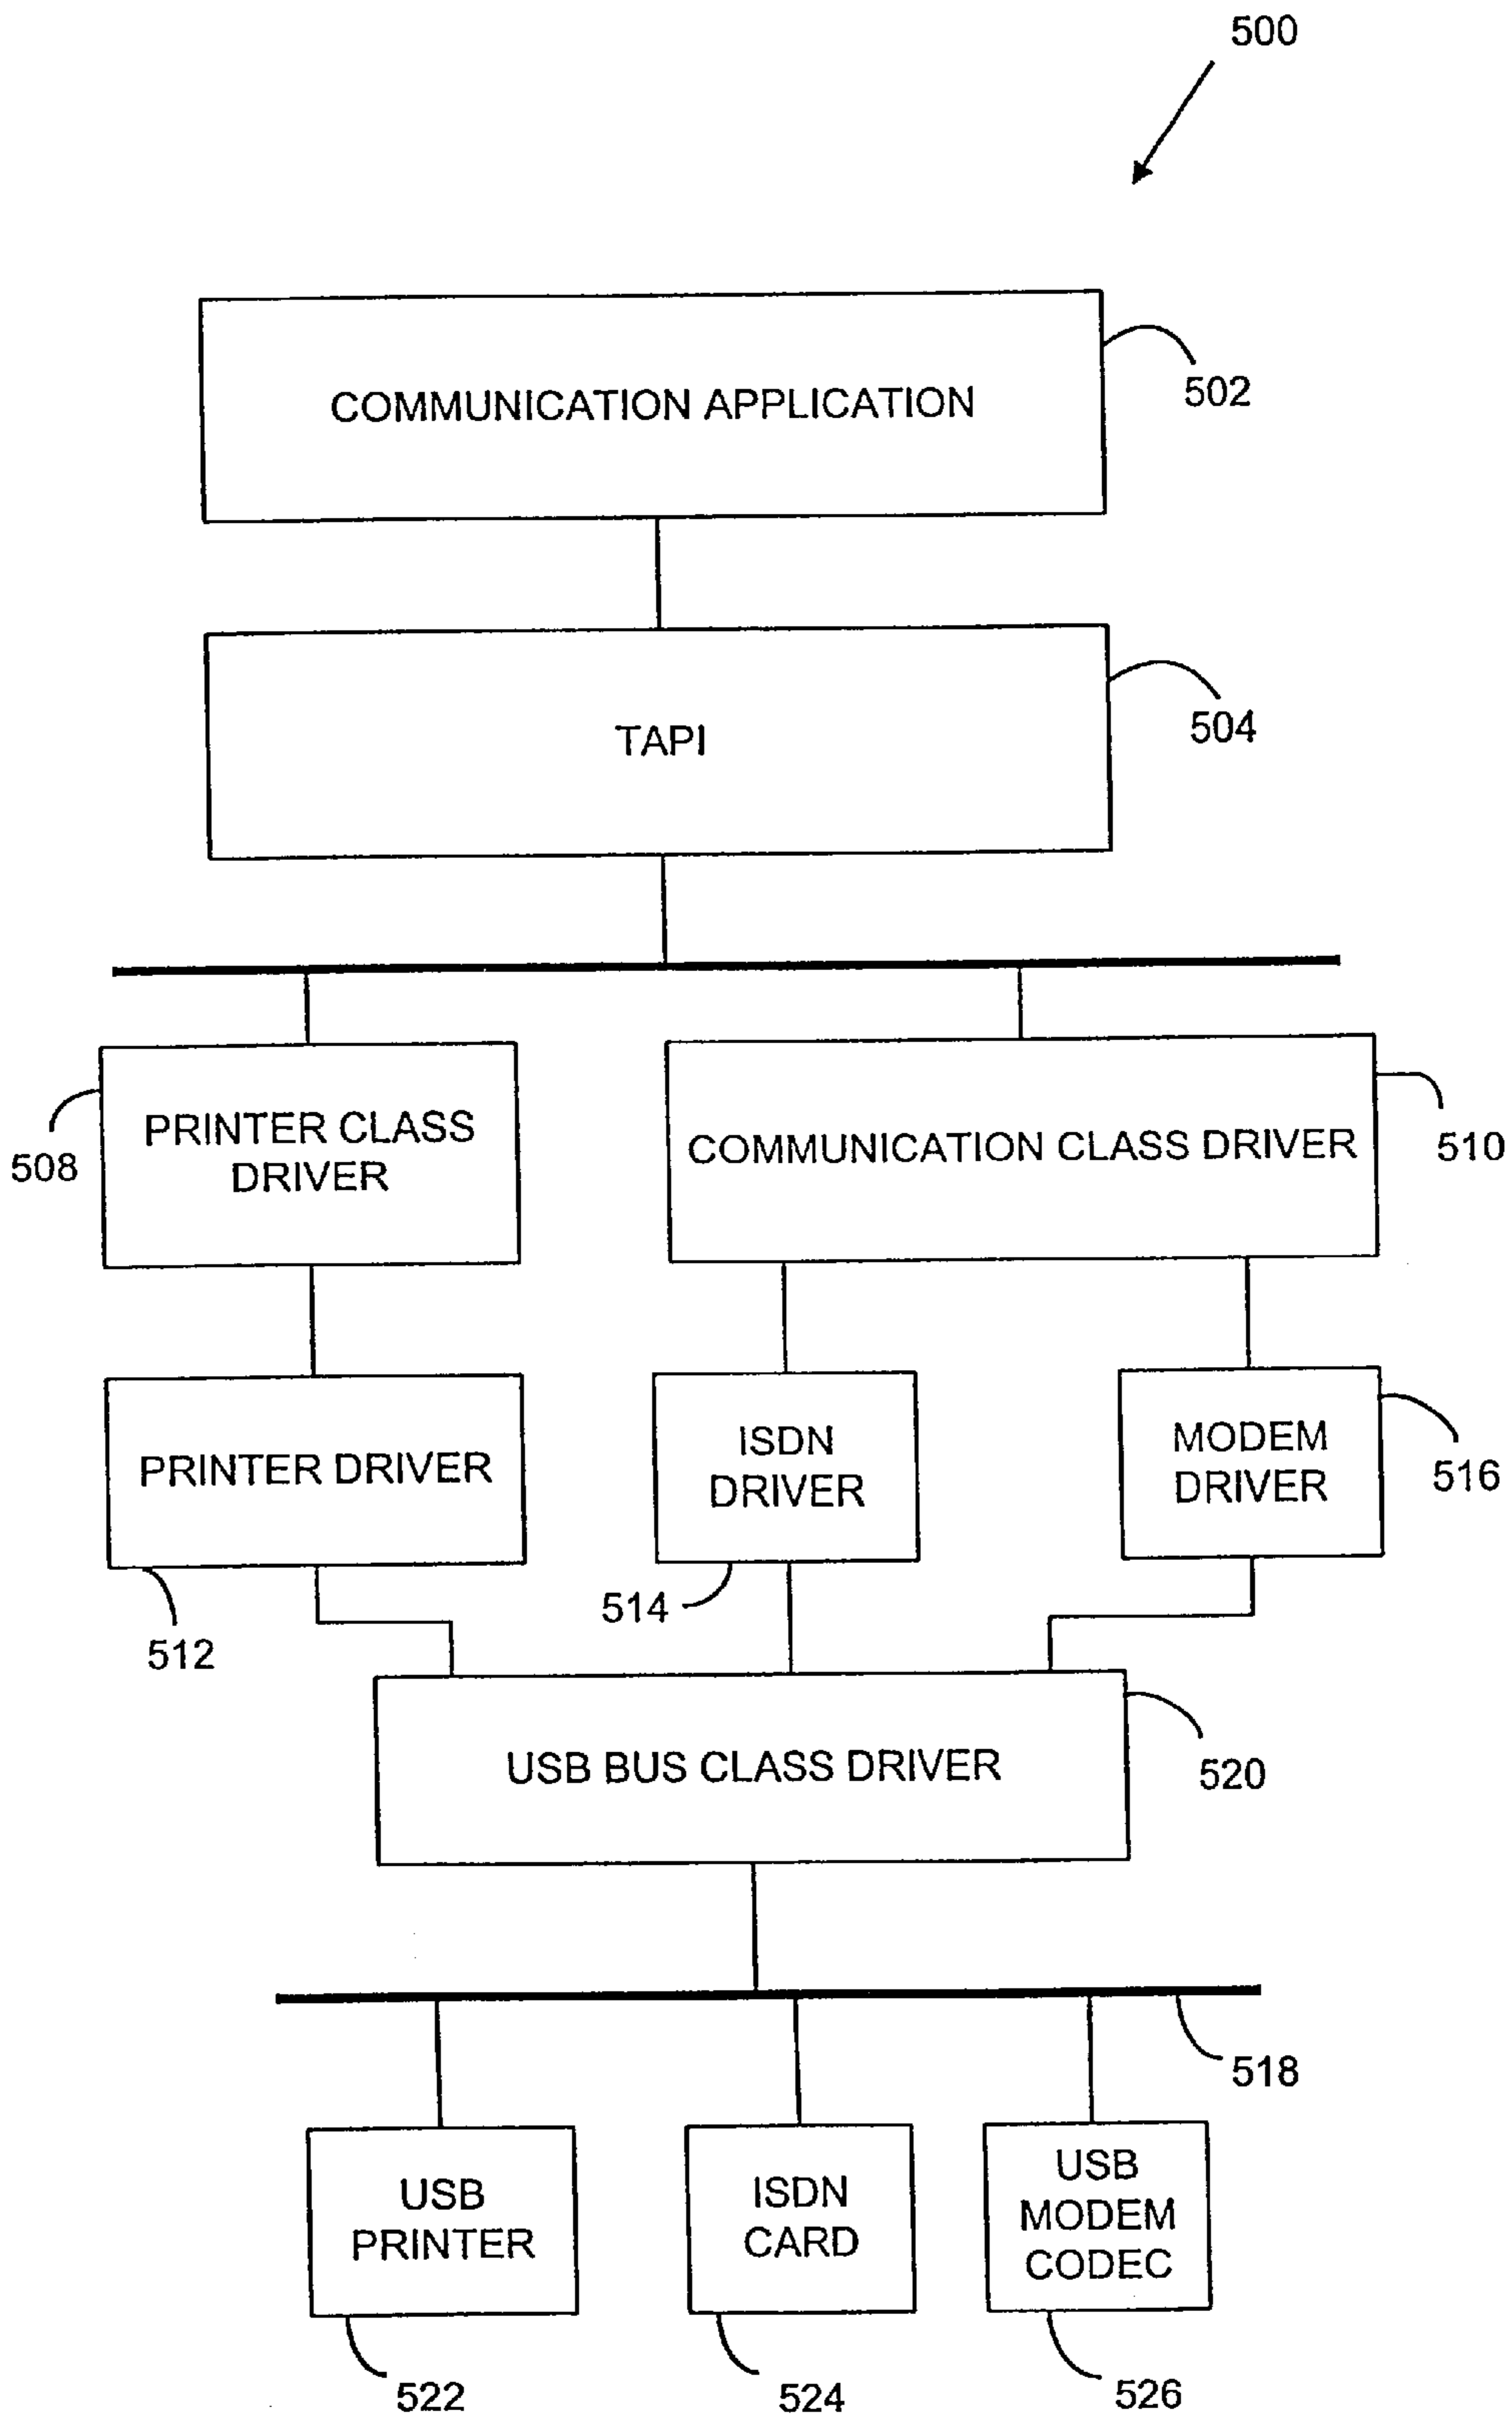 500
COMMUNICATION APPLICATION
502
TAPI
504
PRINTER CLASS
DRIVER
508
COMMUNICATION CLASS DRIVER
510
PRINTER DRIVER
512
ISDN
DRIVER
514
MODEM
DRIVER
516
USB BUS CLASS DRIVER
520
518
USB
PRINTER
522
ISDN
CARD
524
USB
MODEM
CODEC
526